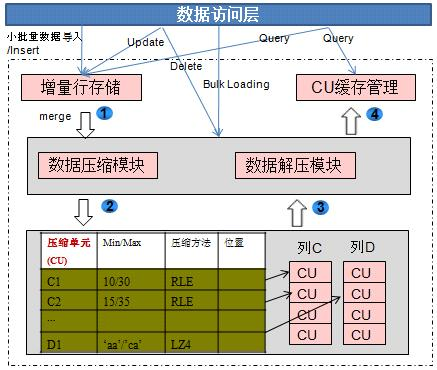 数据访问层
小批量数据导入
/Insert
Update
Query
Query
Delete
Bulk Loading
增量行存储
CU缓存管理
merge
1
4
数据压缩模块
数据解压模块
2
3
压缩单元
(CU)
Min/Max
压缩方法
位置
列C
列D
C1
10/30
RLE
CU
CU
C2
15/35
RLE
CU
CU
...
CU
CU
D1
‘aa’/’ca’
LZ4
CU
CU